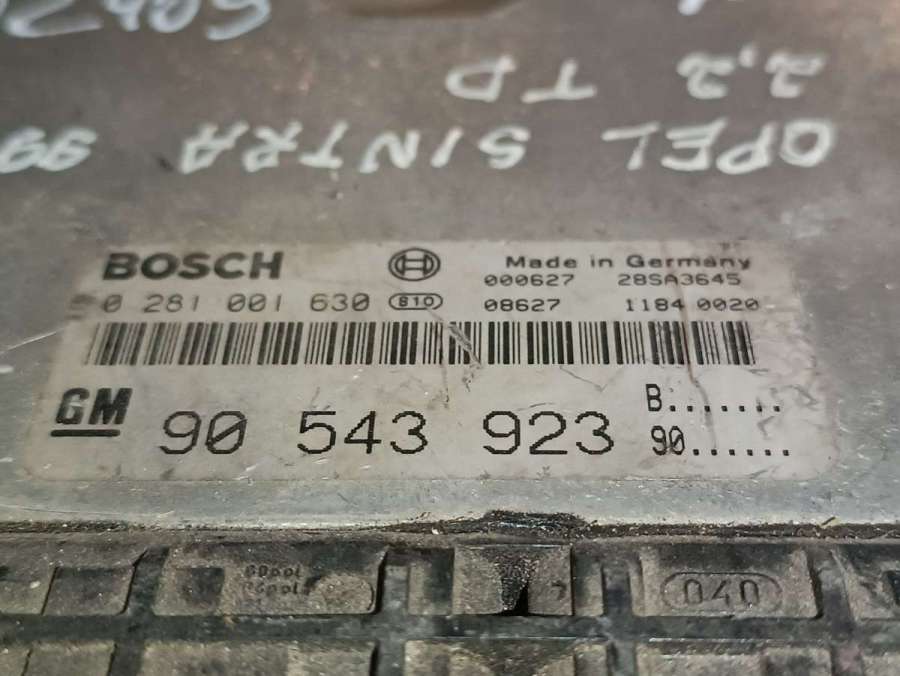 OPEL SINTRA 99
2,2 TD
BOSCH
Made in Germany
0 281 001 630 810
000627 28SA3645
08627 1184 0020
GM 90 543 923
B:.......
90......
040